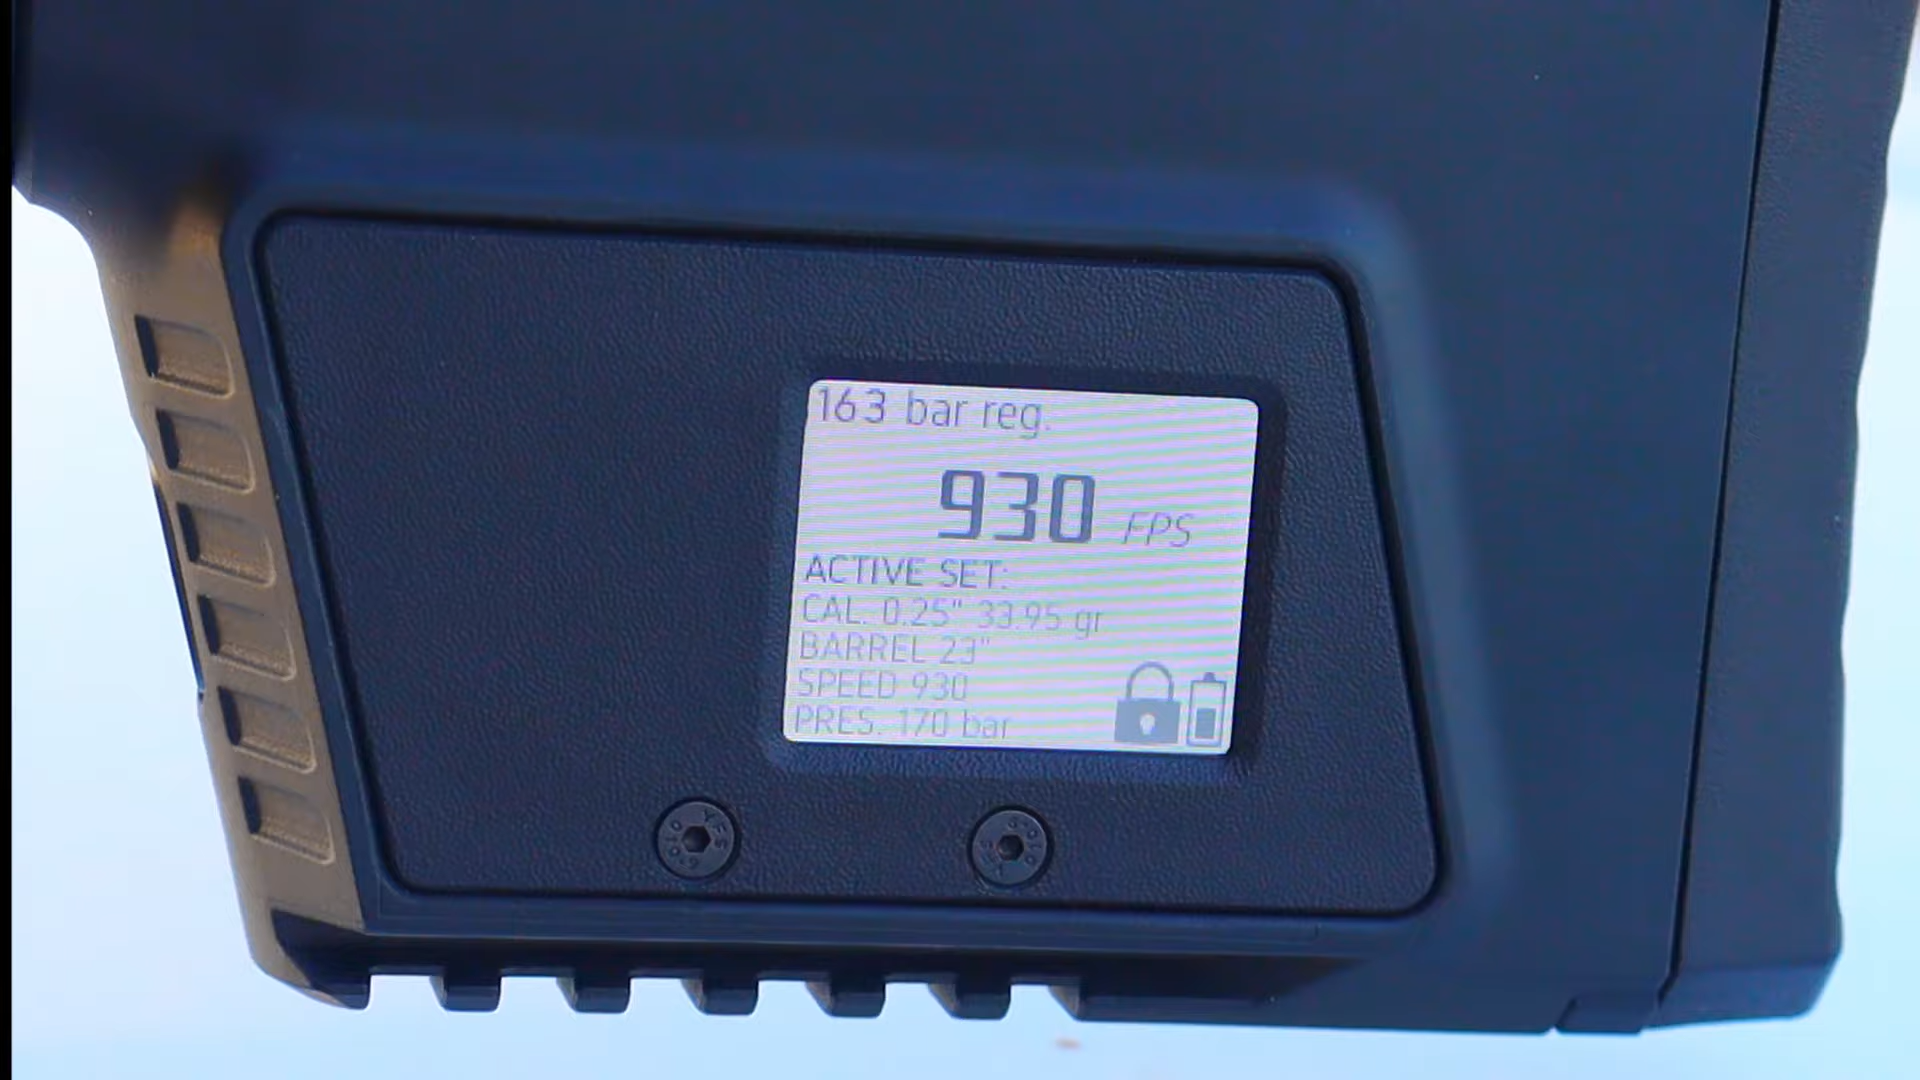 163 bar reg.
930 FPS
ACTIVE SET:
CAL. 0.25" 33.95 gr
BARREL 23"
SPEED 930
PRES. 170 bar